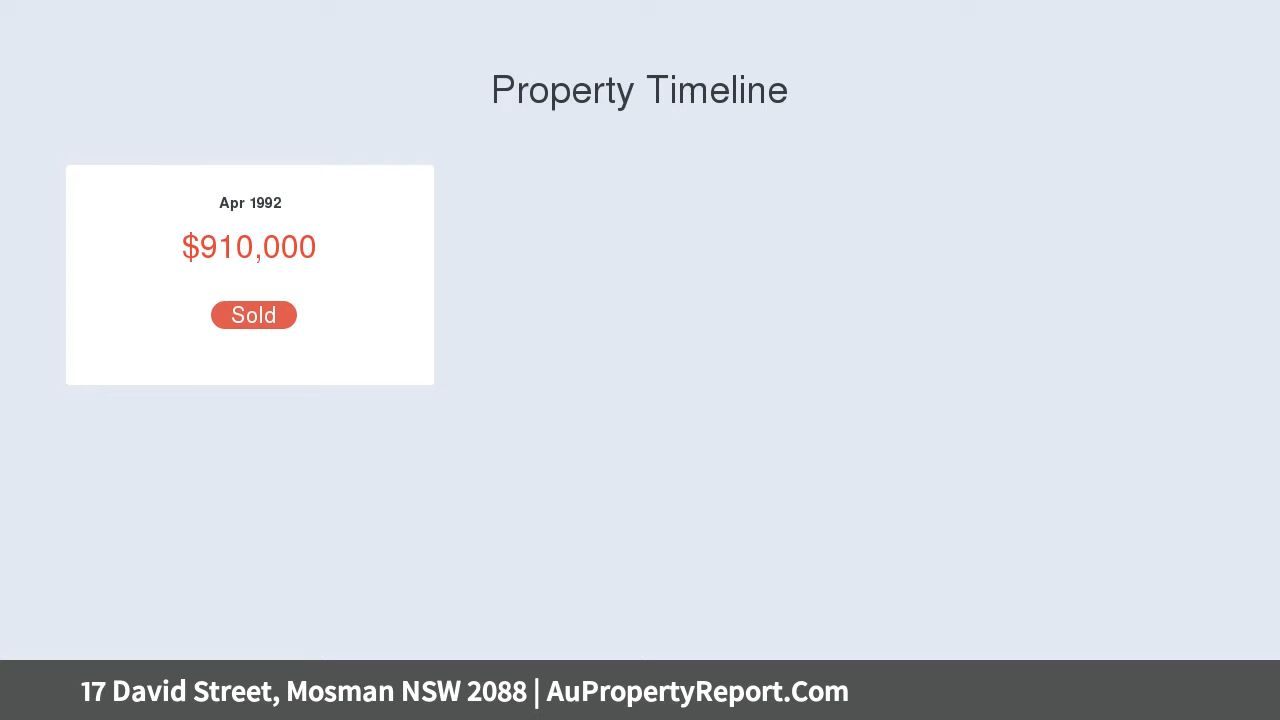 Property Timeline
Apr 1992
$910,000
Sold
17 David Street, Mosman NSW 2088 | AuPropertyReport.Com